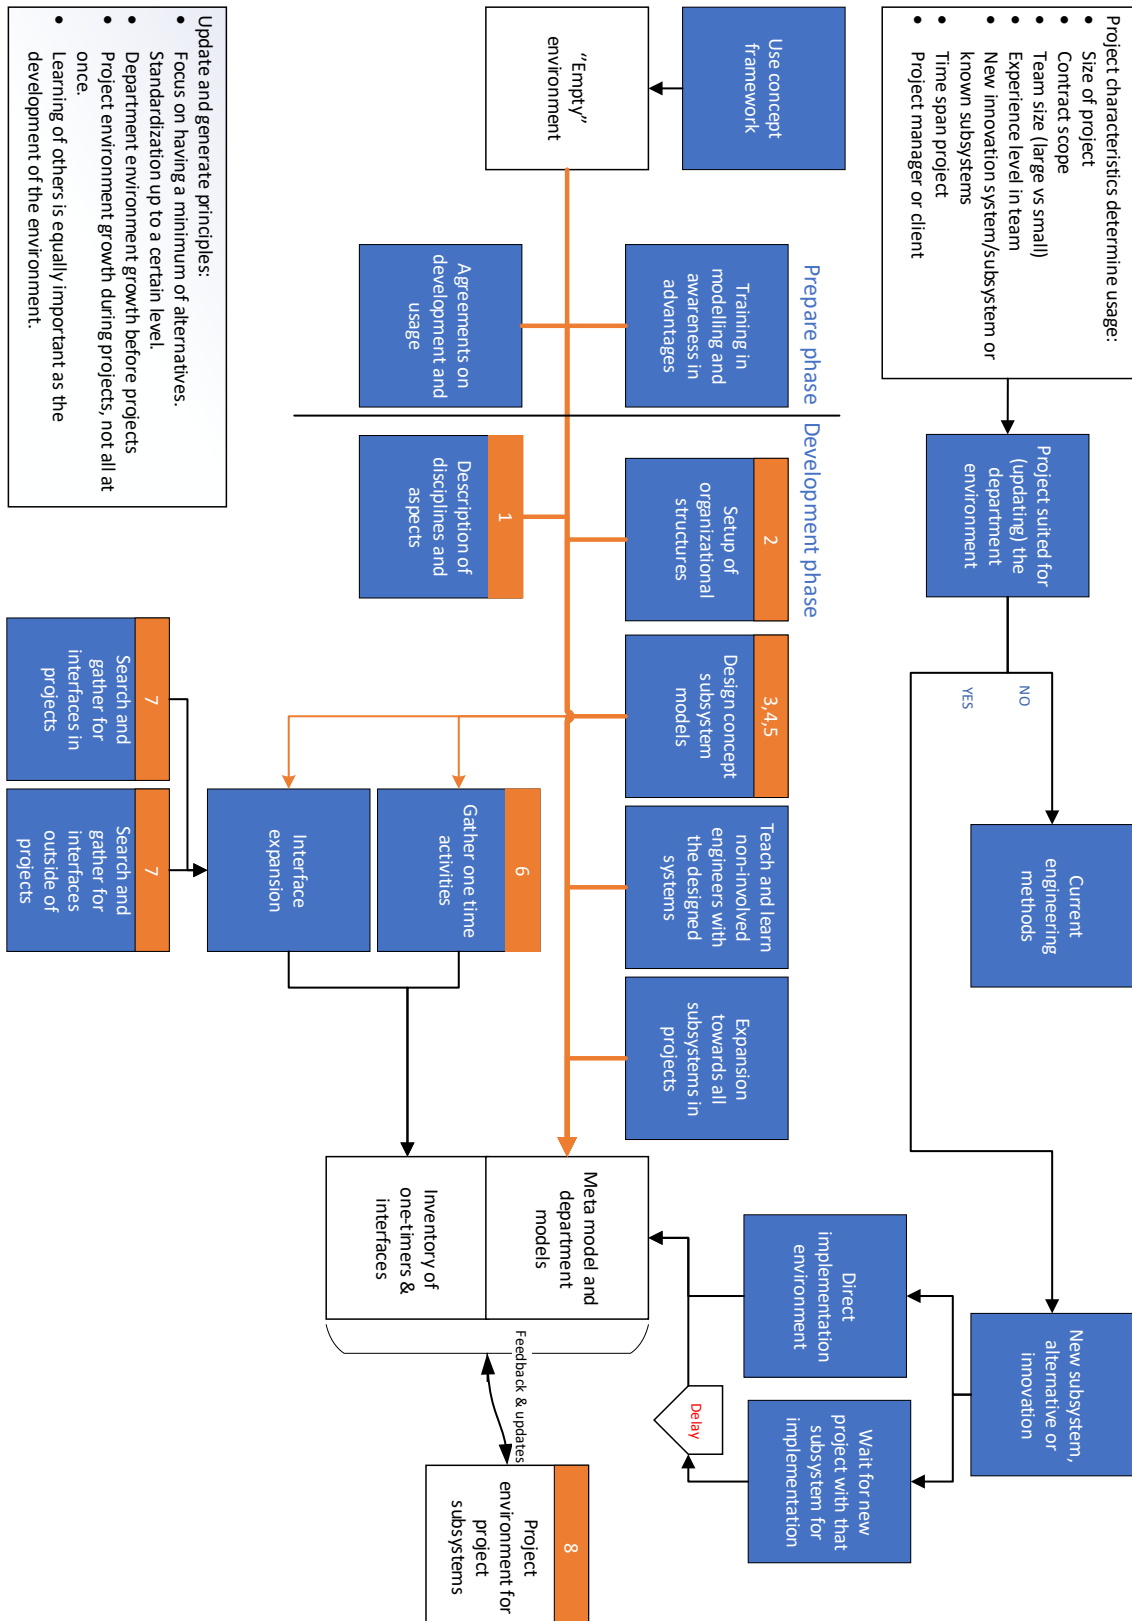 Project characteristics determine usage:
• Size of project
• Contract scope
• Team size (large vs small)
• Experience level in team
• New innovation system/subsystem or
known subsystems
• Time span project
• Project manager or client
Project suited for
(updating) the
department
environment
NO
YES
Current
engineering
methods
New subsystem,
alternative or
innovation
Direct
implementation
environment
Wait for new
project with that
subsystem for
implementation
Delay
Use concept
framework
"Empty"
environment
Prepare phase
Development phase
Training in
modelling and
awareness in
advantages
Agreements on
development and
usage
2
Setup of
organizational
structures
1
Description of
disciplines and
aspects
3,4,5
Design concept
subsystem
models
Teach and learn
non-involved
engineers with
the designed
systems
Expansion
towards all
subsystems in
projects
6
Gather one time
activities
Interface
expansion
7
Search and
gather for
interfaces in
projects
7
Search and
gather for
interfaces
outside of
projects
Meta model and
department
models
Inventory of
one-timers &
interfaces
Feedback & updates
8
Project
environment for
project
subsystems
Update and generate principles:
• Focus on having a minimum of alternatives.
Standardization up to a certain level.
• Department environment growth before projects
• Project environment growth during projects, not all at
once.
• Learning of others is equally important as the
development of the environment.